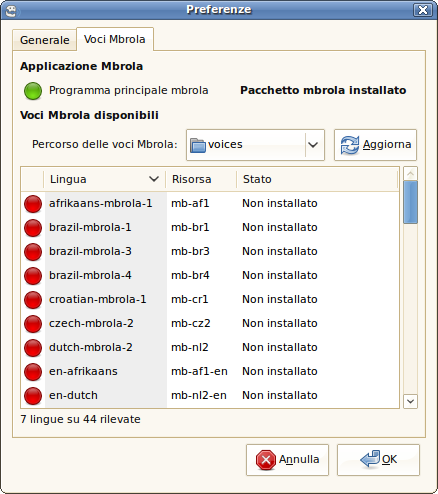 Preferenze
Generale Voci Mbrola
Applicazione Mbrola
Programma principale mbrola Pacchetto mbrola installato
Voci Mbrola disponibili
Percorso delle voci Mbrola: voices Aggiorna
Lingua Risorsa Stato
afrikaans-mbrola-1 mb-af1 Non installato
brazil-mbrola-1 mb-br1 Non installato
brazil-mbrola-3 mb-br3 Non installato
brazil-mbrola-4 mb-br4 Non installato
croatian-mbrola-1 mb-cr1 Non installato
czech-mbrola-2 mb-cz2 Non installato
dutch-mbrola-2 mb-nl2 Non installato
en-afrikaans mb-af1-en Non installato
en-dutch mb-nl2-en Non installato
7 lingue su 44 rilevate
Annulla OK